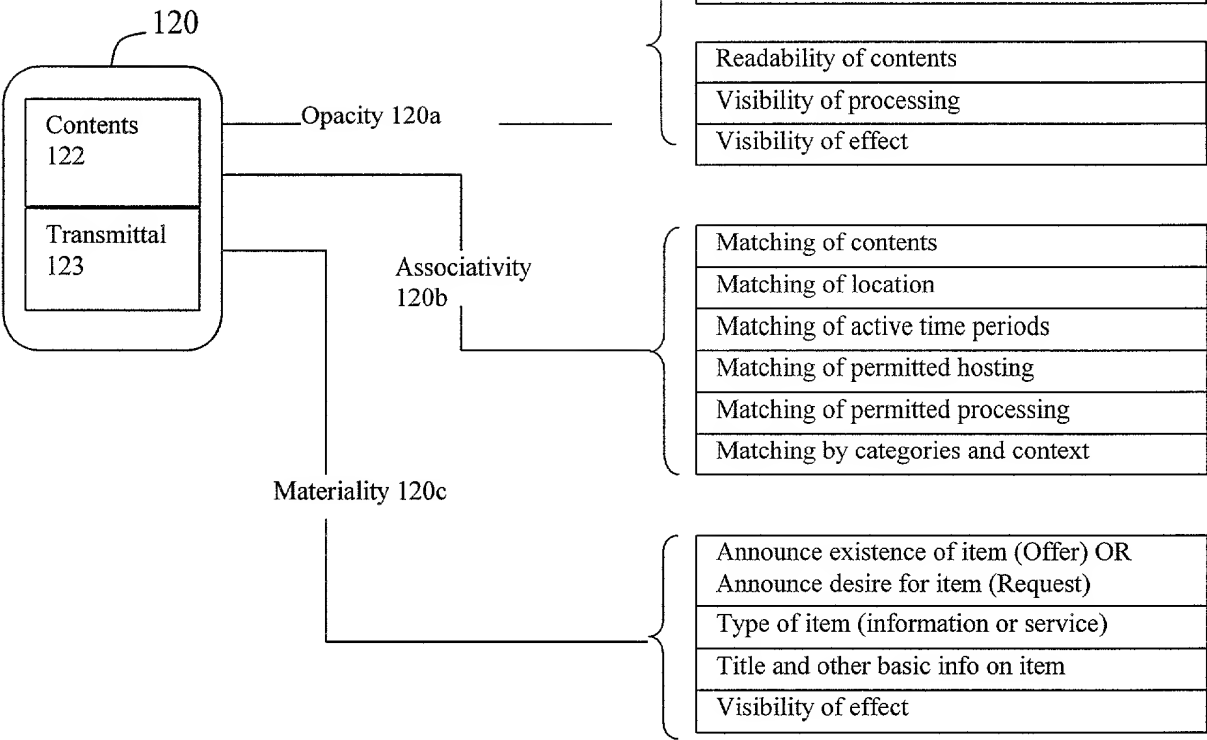 120
Contents
122
Transmittal
123
Opacity 120a
Associativity
120b
Materiality 120c
Readability of contents
Visibility of processing
Visibility of effect
Matching of contents
Matching of location
Matching of active time periods
Matching of permitted hosting
Matching of permitted processing
Matching by categories and context
Announce existence of item (Offer) OR
Announce desire for item (Request)
Type of item (information or service)
Title and other basic info on item
Visibility of effect